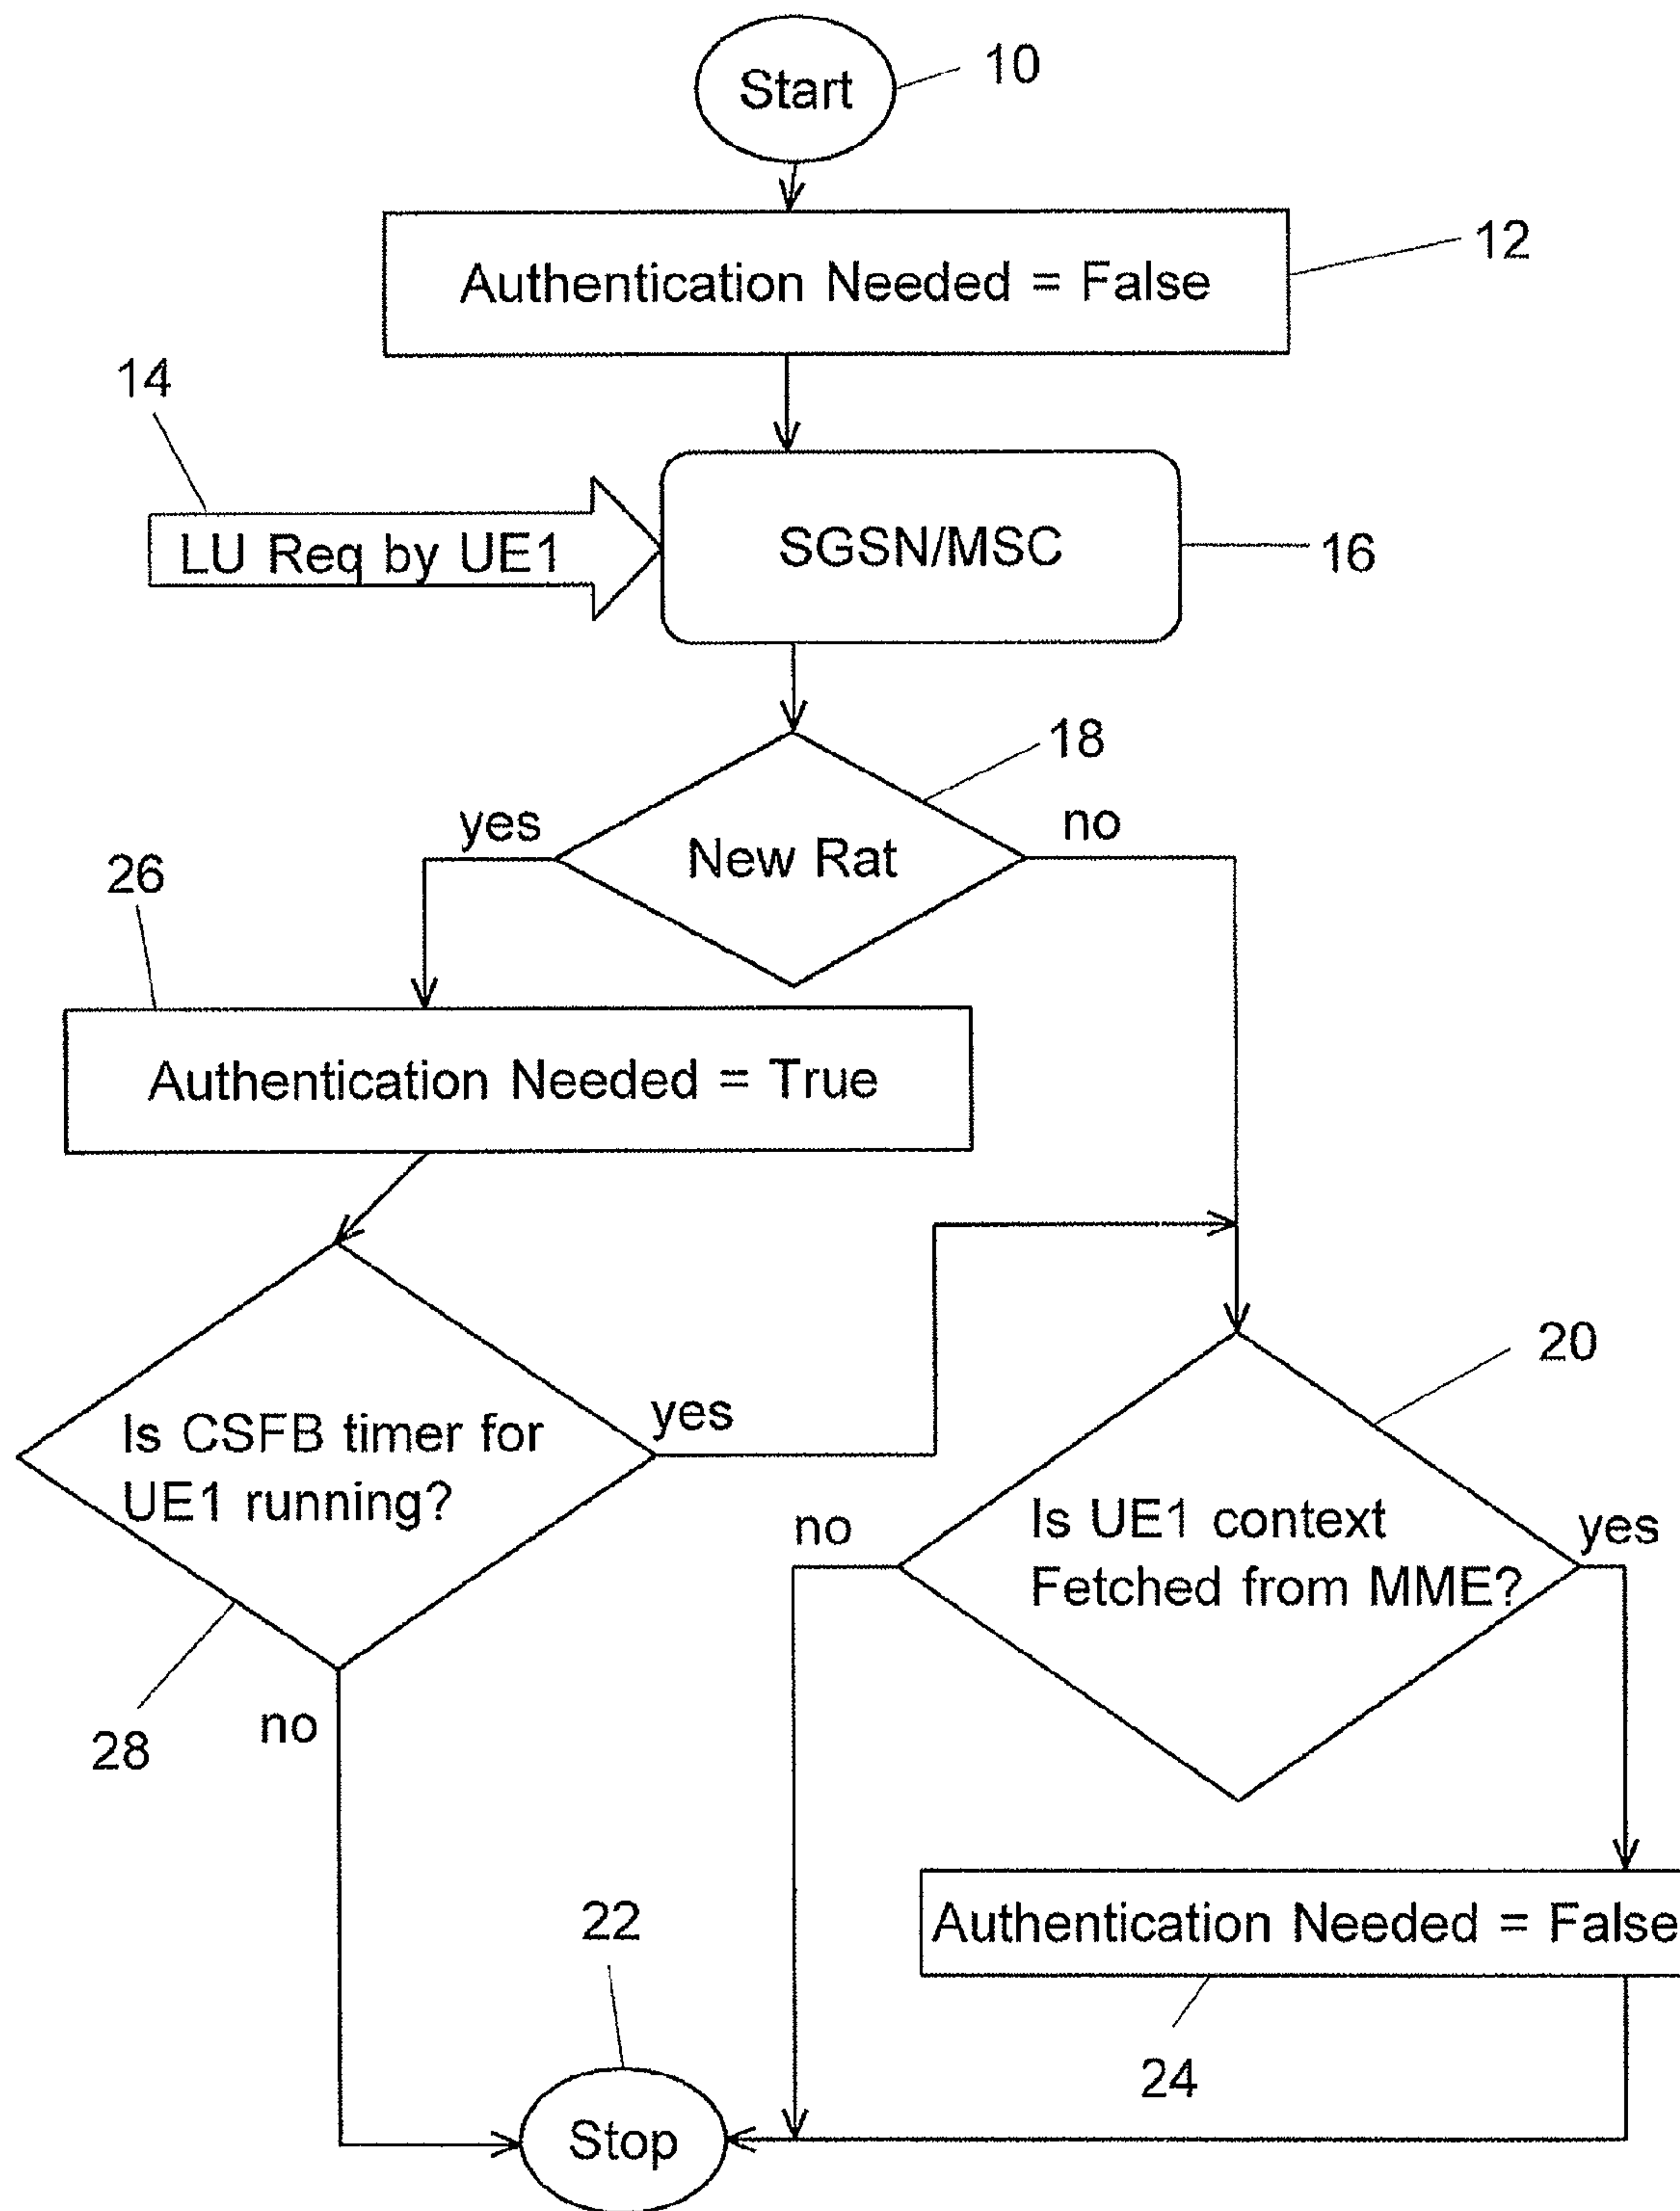 Start
10
Authentication Needed = False
12
14
LU Req by UE1
SGSN/MSC
16
18
yes
New Rat
no
26
Authentication Needed = True
Is CSFB timer for
UE1 running?
yes
no
28
20
Is UE1 context
Fetched from MME?
no
yes
Authentication Needed = False
24
22
Stop